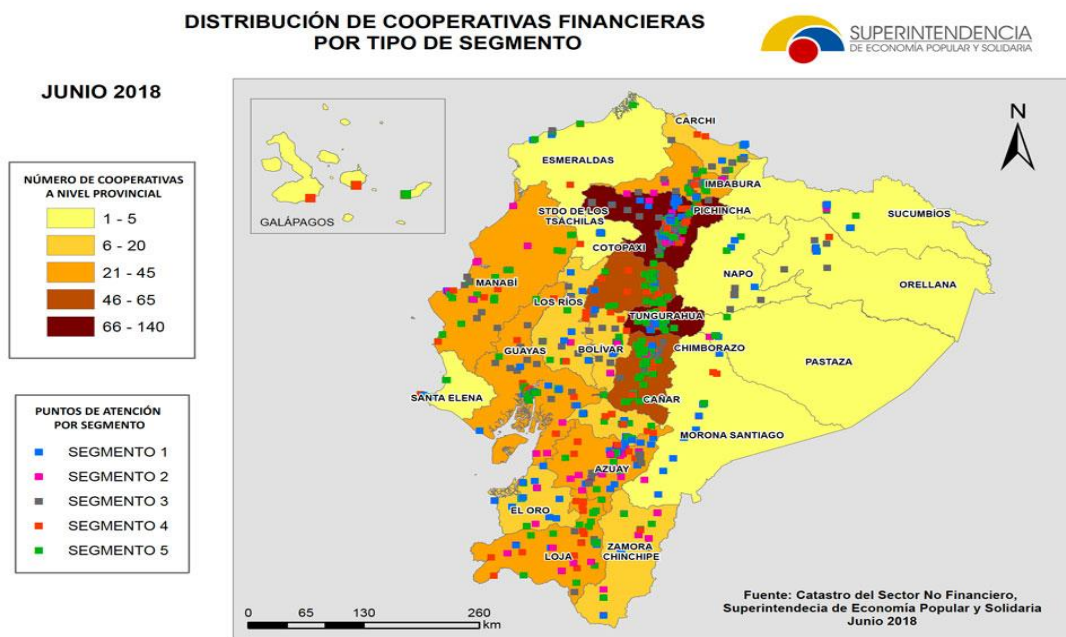 DISTRIBUCIÓN DE COOPERATIVAS FINANCIERAS
POR TIPO DE SEGMENTO
SUPERINTENDENCIA
DE ECONOMÍA POPULAR Y SOLIDARIA
JUNIO 2018
NÚMERO DE COOPERATIVAS
A NIVEL PROVINCIAL
1 - 5
6 - 20
21 - 45
46 - 65
66 - 140
PUNTOS DE ATENCIÓN
POR SEGMENTO
SEGMENTO 1
SEGMENTO 2
SEGMENTO 3
SEGMENTO 4
SEGMENTO 5
GALÁPAGOS
N
CARCHI
ESMERALDAS
IMBABURA
STDO DE LOS
TSÁCHILAS
PICHINCHA
SUCUMBÍOS
COTOPAXI
NAPO
ORELLANA
MANABÍ
LOS RÍOS
TUNGURAHUA
GUAYAS
BOLÍVAR
CHIMBORAZO
PASTAZA
SANTA ELENA
CAÑAR
MORONA SANTIAGO
AZUAY
EL ORO
LOJA
ZAMORA
CHINCHIPE
0 65 130 260
km
Fuente: Catastro del Sector No Financiero,
Superintendecia de Economía Popular y Solidaria
Junio 2018